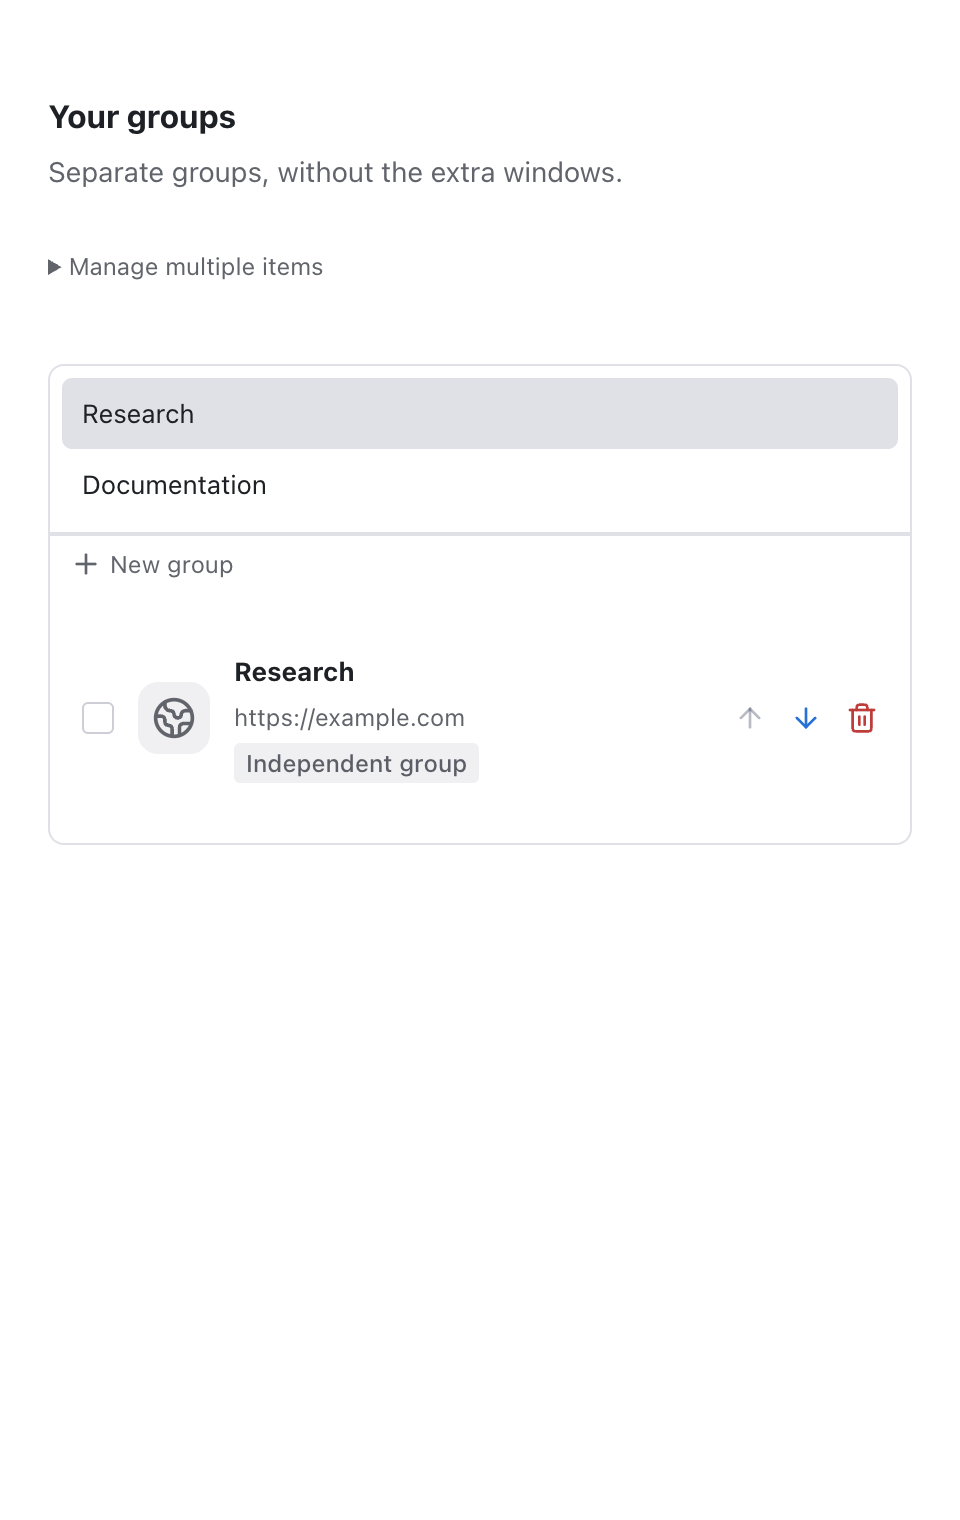 Your groups
Separate groups, without the extra windows.
Manage multiple items
Research
Documentation
New group
Research
https://example.com
Independent group